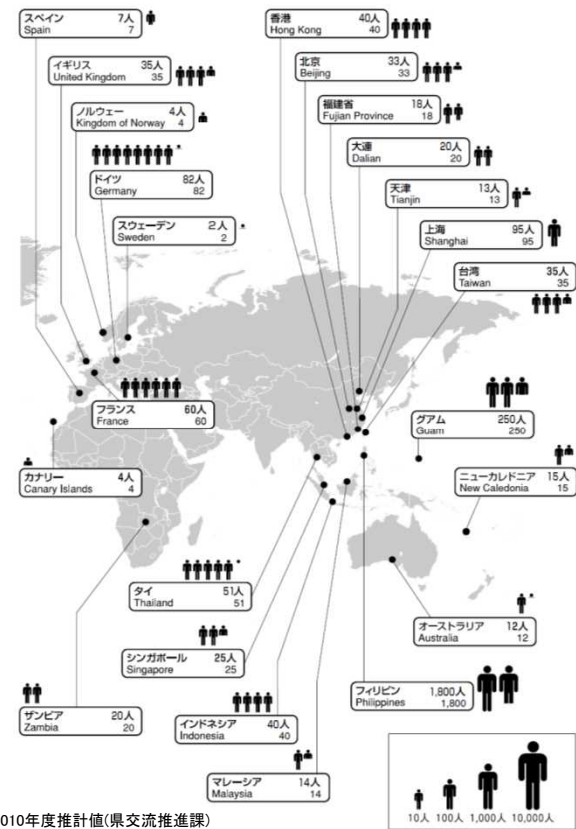 スペイン 7人
Spain 7
イギリス 35人
United Kingdom 35
ノルウェー 4人
Kingdom of Norway 4
ドイツ 82人
Germany 82
スウェーデン 2人
Sweden 2
香港 40人
Hong Kong 40
北京 33人
Beijing 33
福建省 18人
Fujian Province 18
大連 20人
Dalian 20
天津 13人
Tianjin 13
上海 95人
Shanghai 95
台湾 35人
Taiwan 35
フランス 60人
France 60
グアム 250人
Guam 250
カナリー 4人
Canary Islands 4
ニューカレドニア 15人
New Caledonia 15
タイ 51人
Thailand 51
オーストラリア 12人
Australia 12
シンガポール 25人
Singapore 25
フィリピン 1,800人
Philippines 1,800
ザンビア 20人
Zambia 20
インドネシア 40人
Indonesia 40
マレーシア 14人
Malaysia 14
10人 100人 1,000人 10,000人
010年度推計値(県交流推進課)